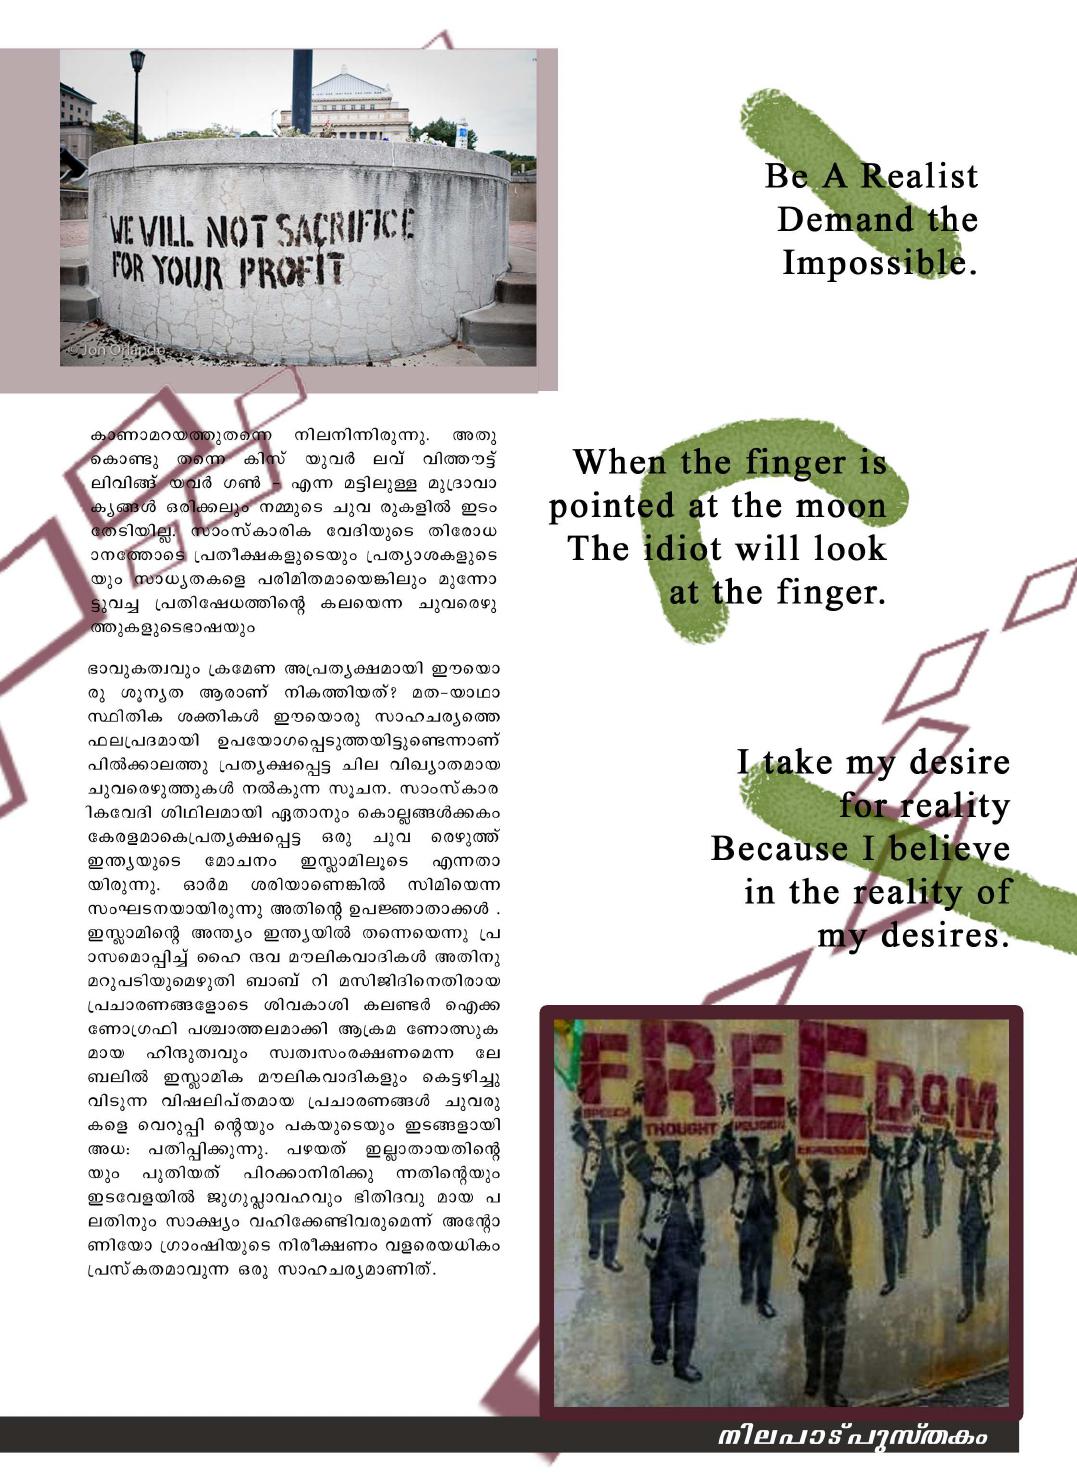 WE WILL NOT SACRIFICE
FOR YOUR PROFIT
© Jon Orlando
കാണാമറയത്തുതന്നെ നിലനിന്നിരുന്നു. അതു
കൊണ്ടു തന്നെ കിസ് യുവർ ലവ് വിത്തൗട്ട്
ലിവിങ്ങ് യവർ ഗൺ – എന്ന മട്ടിലുള്ള മുദ്രാവാ
ക്യങ്ങൾ ഒരിക്കലും നമ്മുടെ ചുവ രുകളിൽ ഇടം
തേടിയില്ല. സാംസ്കാരിക വേദിയുടെ തിരോധ
ാനത്തോടെ പ്രതീക്ഷകളുടെയും പ്രത്യാശകളുടെ
യും സാധ്യതകളെ പരിമിതമായെങ്കിലും മുന്നോ
ട്ടുവച്ച പ്രതിഷേധത്തിന്റെ കലയെന്ന ചുവരെഴു
ത്തുകളുടെഭാഷയും
ഭാവുകത്വവും ക്രമേണ അപ്രത്യക്ഷമായി ഈയൊ
രു ശൂന്യത ആരാണ് നികത്തിയത്? മത-യാഥാ
സ്ഥിതിക ശക്തികൾ ഈയൊരു സാഹചര്യത്തെ
ഫലപ്രദമായി ഉപയോഗപ്പെടുത്തയിട്ടുണ്ടെന്നാണ്
പിൽക്കാലത്തു പ്രത്യക്ഷപ്പെട്ട ചില വിഖ്യാതമായ
ചുവരെഴുത്തുകൾ നൽകുന്ന സൂചന. സാംസ്കാര
ികവേദി ശിഥിലമായി ഏതാനും കൊല്ലങ്ങൾക്കകം
കേരളമാകെപ്രത്യക്ഷപ്പെട്ട ഒരു ചുവ രെഴുത്ത്
ഇന്ത്യയുടെ മോചനം ഇസ്ലാമിലൂടെ എന്നതാ
യിരുന്നു. ഓർമ ശരിയാണെങ്കിൽ സിമിയെന്ന
സംഘടനയായിരുന്നു അതിന്റെ ഉപജ്ഞാതാക്കൾ .
ഇസ്ലാമിന്റെ അന്ത്യം ഇന്ത്യയിൽ തന്നെയെന്നു പ്ര
ാസമൊപ്പിച്ച് ഹൈ ന്ദവ മൗലികവാദികൾ അതിനു
മറുപടിയുമെഴുതി ബാബ് റി മസിജിദിനെതിരായ
പ്രചാരണങ്ങളോടെ ശിവകാശി കലണ്ടർ ഐക്ക
ണോഗ്രഫി പശ്ചാത്തലമാക്കി ആക്രമ ണോത്സുക
മായ ഹിന്ദുത്വവും സ്വത്വസംരക്ഷണമെന്ന ലേ
ബലിൽ ഇസ്ലാമിക മൗലികവാദികളും കെട്ടഴിച്ചു
വിടുന്ന വിഷലിപ്തമായ പ്രചാരണങ്ങൾ ചുവരു
കളെ വെറുപ്പി ന്റെയും പകയുടെയും ഇടങ്ങളായി
അധ: പതിപ്പിക്കുന്നു. പഴയത് ഇല്ലാതായതിന്റെ
യും പുതിയത് പിറക്കാനിരിക്കു ന്നതിന്റെയും
ഇടവേളയിൽ ജുഗുപ്ലാവഹവും ഭിതിദവു മായ പ
ലതിനും സാക്ഷ്യം വഹിക്കേണ്ടിവരുമെന്ന് അന്റോ
ണിയോ ഗ്രാംഷിയുടെ നിരീക്ഷണം വളരെയധികം
പ്രസ്കതമാവുന്ന ഒരു സാഹചര്യമാണിത്.
Be A Realist
Demand the
Impossible.
When the finger is
pointed at the moon
The idiot will look
at the finger.
I take my desire
for reality
Because I believe
in the reality of
my desires.
FREEDOM
SPEECH
THOUGHT
RELIGION
EXPRESSION
നിലപാട് പുസ്തകം